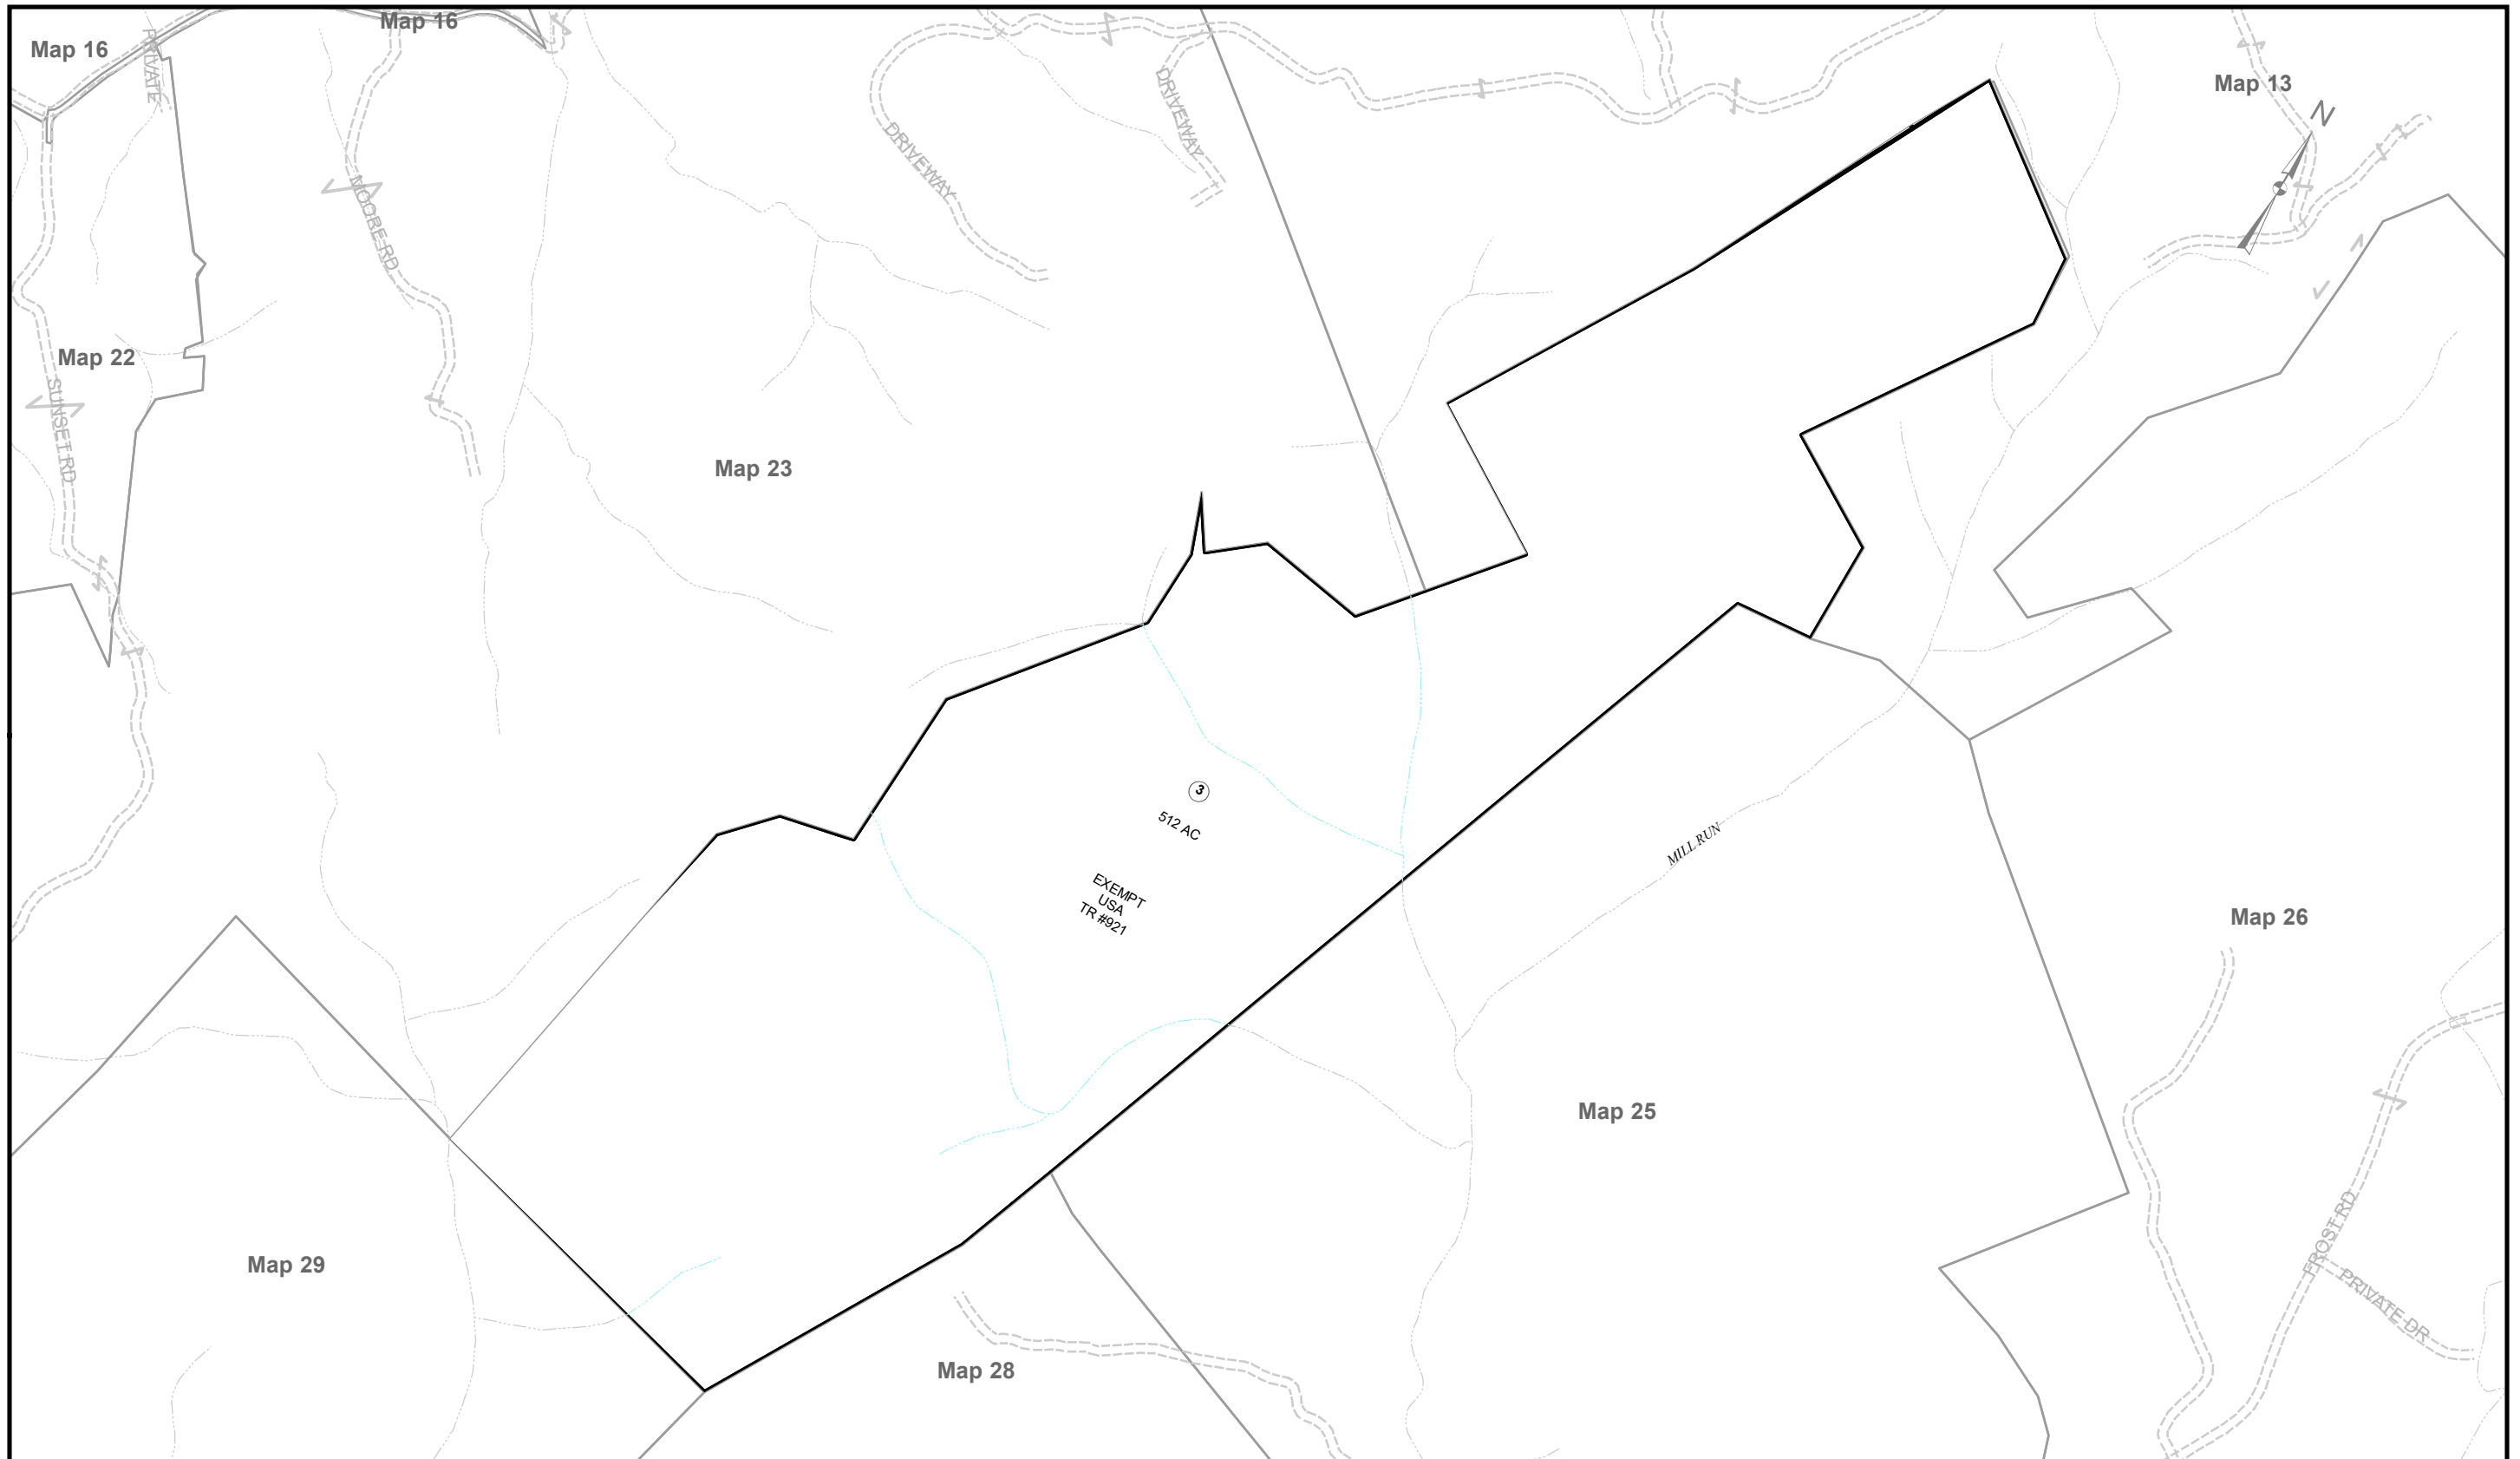 Map 16
Map 16
PRIVATE
DRIVEWAY
DRIVEWAY
Map 13
N
MOORE RD
Map 22
SUNSET RD
Map 23
3
512 AC
EXEMPT
USA
TR #921
MILL RUN
Map 26
Map 25
FROST RD
PRIVATE DR
Map 29
Map 28